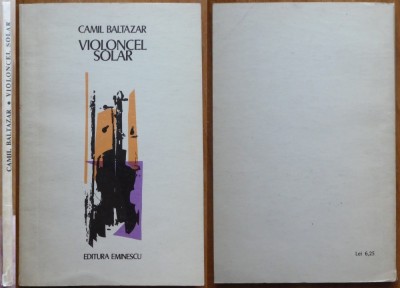 CAMIL BALTAZAR ● VIOLONCEL SOLAR
CAMIL BALTAZAR
VIOLONCEL
SOLAR
EDITURA EMINESCU
Lei 6,25